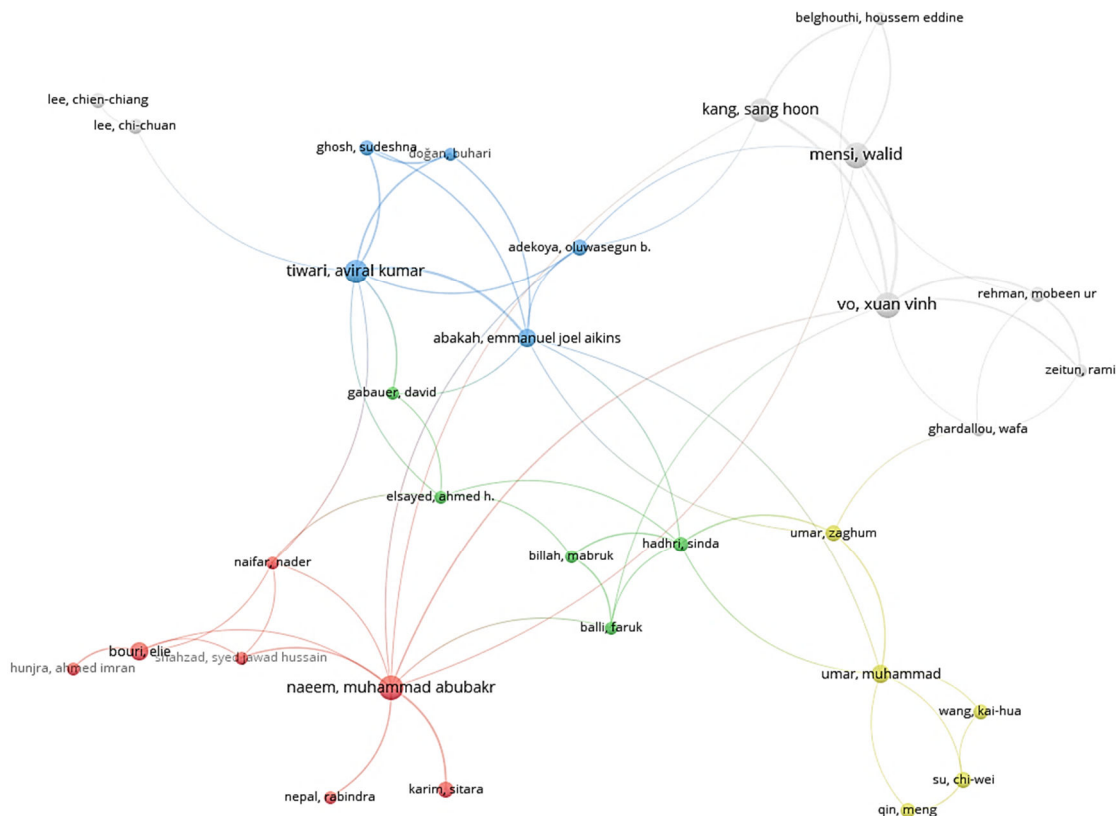 belghouthi, houssem eddine
lee, chien-chiang
kang, sang hoon
lee, chi-chuan
ghosh, sudeshna
doğan, buhari
mensi, walid
adekoya, oluwasegun b.
tiwari, aviral kumar
rehman, mobeen ur
vo, xuan vinh
abakah, emmanuel joel aikins
zeitun, rami
gabauer, david
ghardallou, wafa
elsayed, ahmed h.
umar, zaghum
hadhri, sinda
billah, mabruk
naifar, nader
balli, faruk
bouri, elie
shahzad, syed jawad hussain
hunjra, ahmed imran
umar, muhammad
naeem, muhammad abubakr
wang, kai-hua
su, chi-wei
karim, sitara
nepal, rabindra
qin, meng